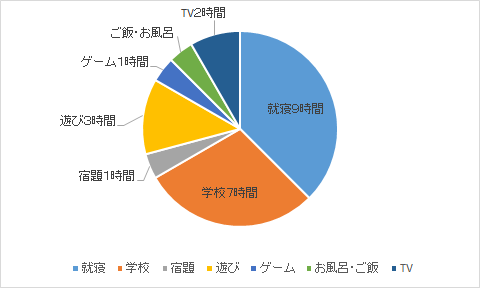 TV2時間
ご飯・お風呂
ゲーム1時間
遊び3時間
宿題1時間
就寝9時間
学校7時間
就寝 学校 宿題 遊び ゲーム お風呂・ご飯 TV